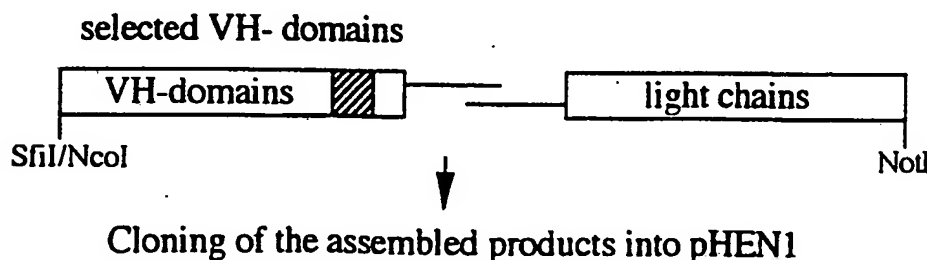 selected VH- domains
VH-domains
light chains
SfiI/NcoI
NotI
Cloning of the assembled products into pHEN1